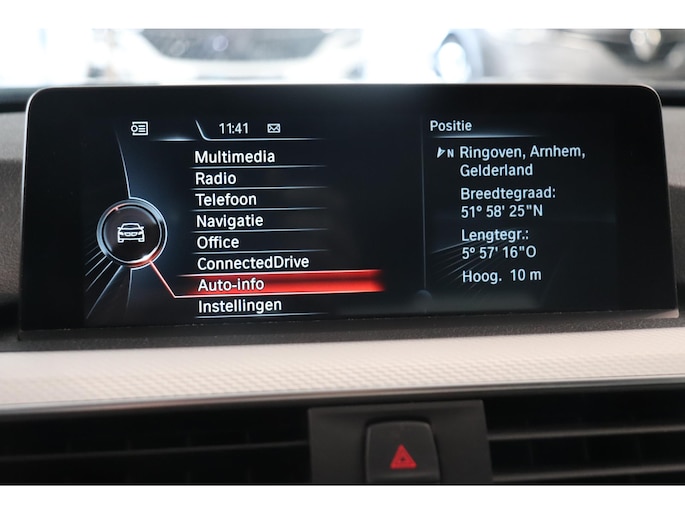 11:41
Multimedia
Radio
Telefoon
Navigatie
Office
ConnectedDrive
Auto-info
Instellingen
Positie
N Ringoven, Arnhem,
Gelderland
Breedtegraad:
51° 58' 25"N
Lengtegr.:
5° 57' 16"O
Hoog. 10 m